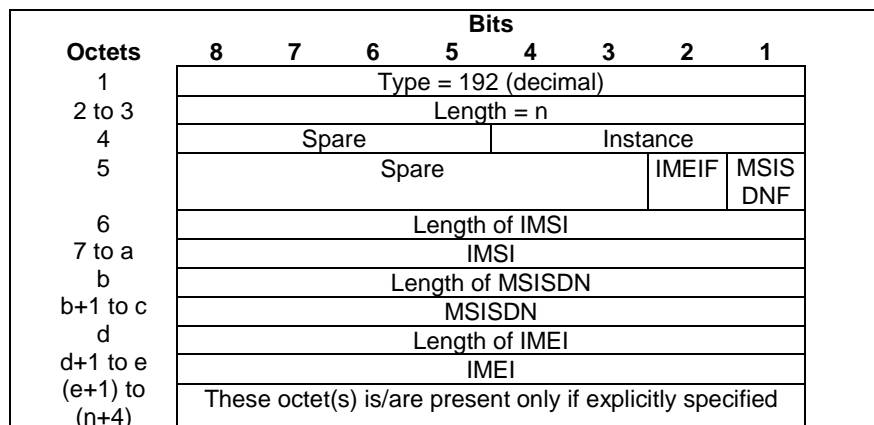 Bits
Octets 8 7 6 5 4 3 2 1
1 Type = 192 (decimal)
2 to 3 Length = n
4 Spare Instance
5 Spare IMEIF MSIS
DNF
6 Length of IMSI
7 to a IMSI
b Length of MSISDN
b+1 to c MSISDN
d Length of IMEI
d+1 to e IMEI
(e+1) to These octet(s) is/are present only if explicitly specified
(n+4)